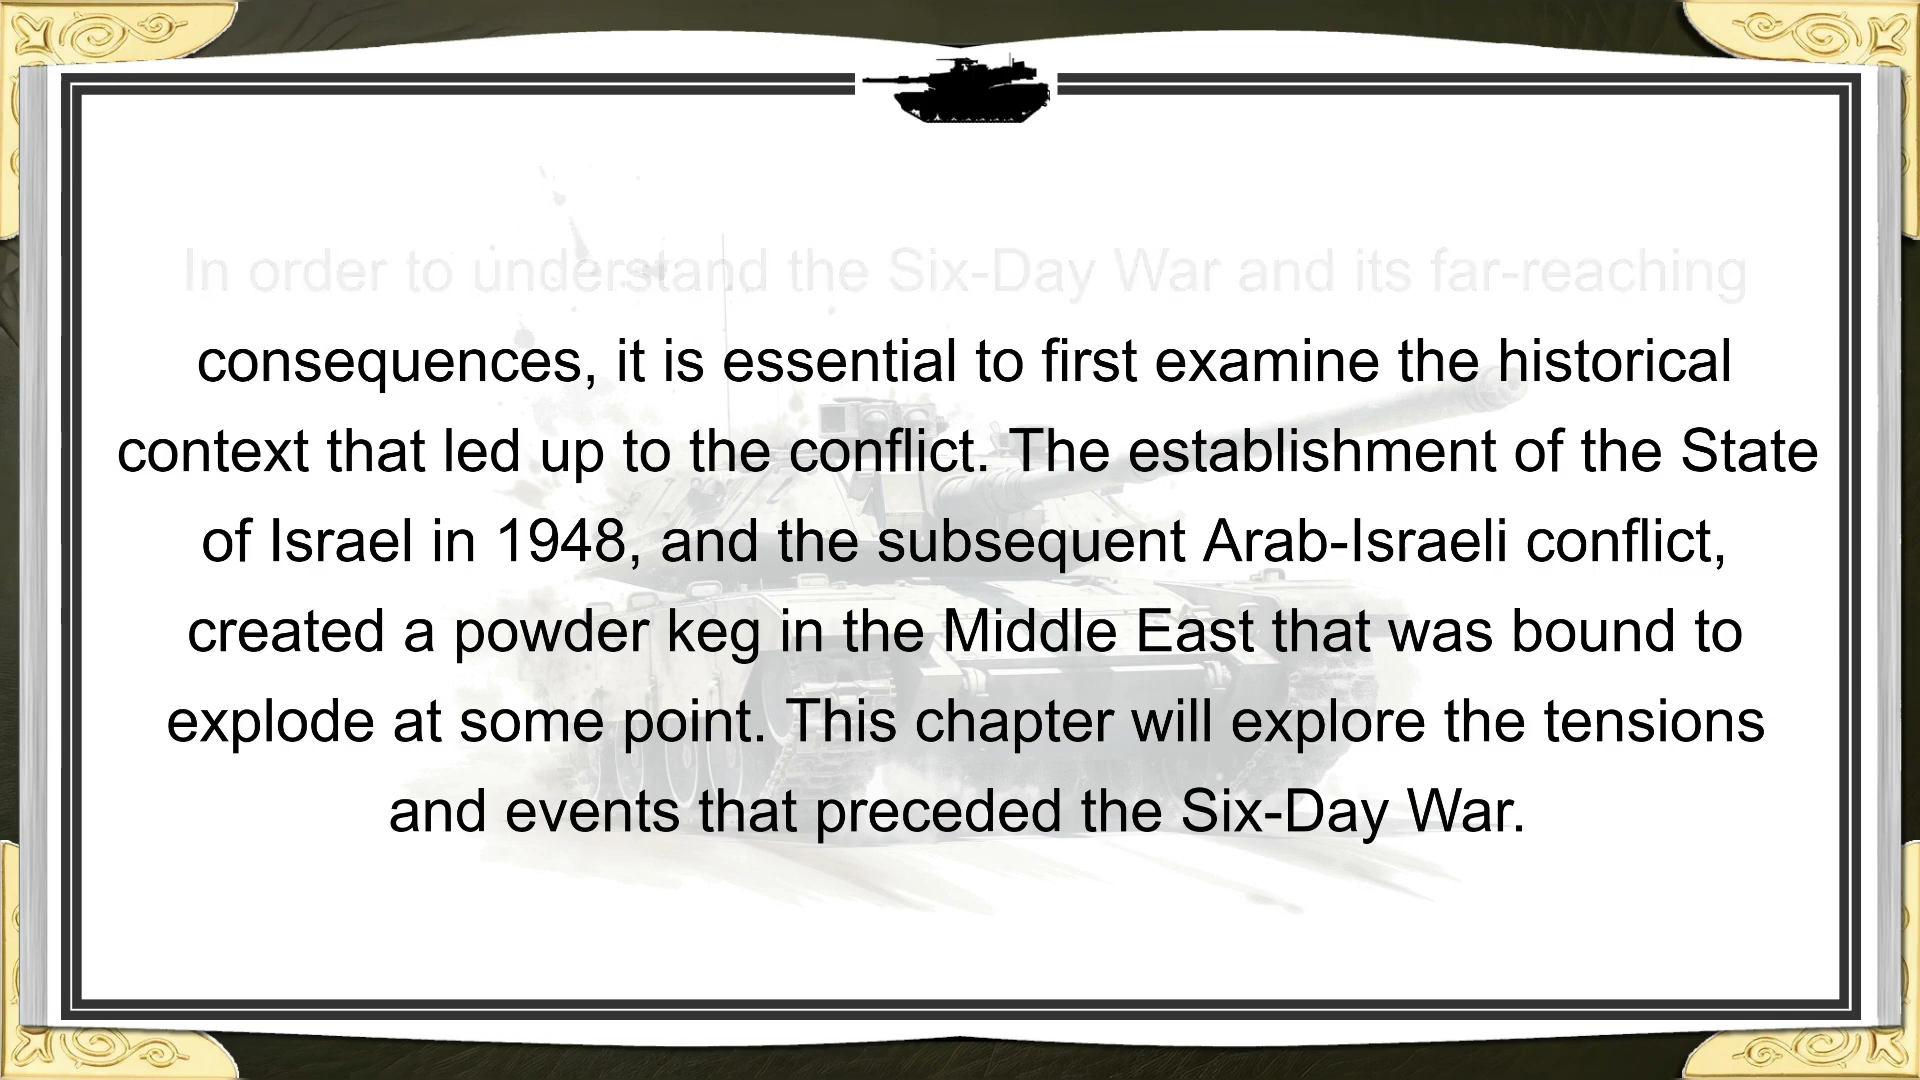 In order to understand the Six-Day War and its far-reaching
consequences, it is essential to first examine the historical
context that led up to the conflict. The establishment of the State
of Israel in 1948, and the subsequent Arab-Israeli conflict,
created a powder keg in the Middle East that was bound to
explode at some point. This chapter will explore the tensions
and events that preceded the Six-Day War.